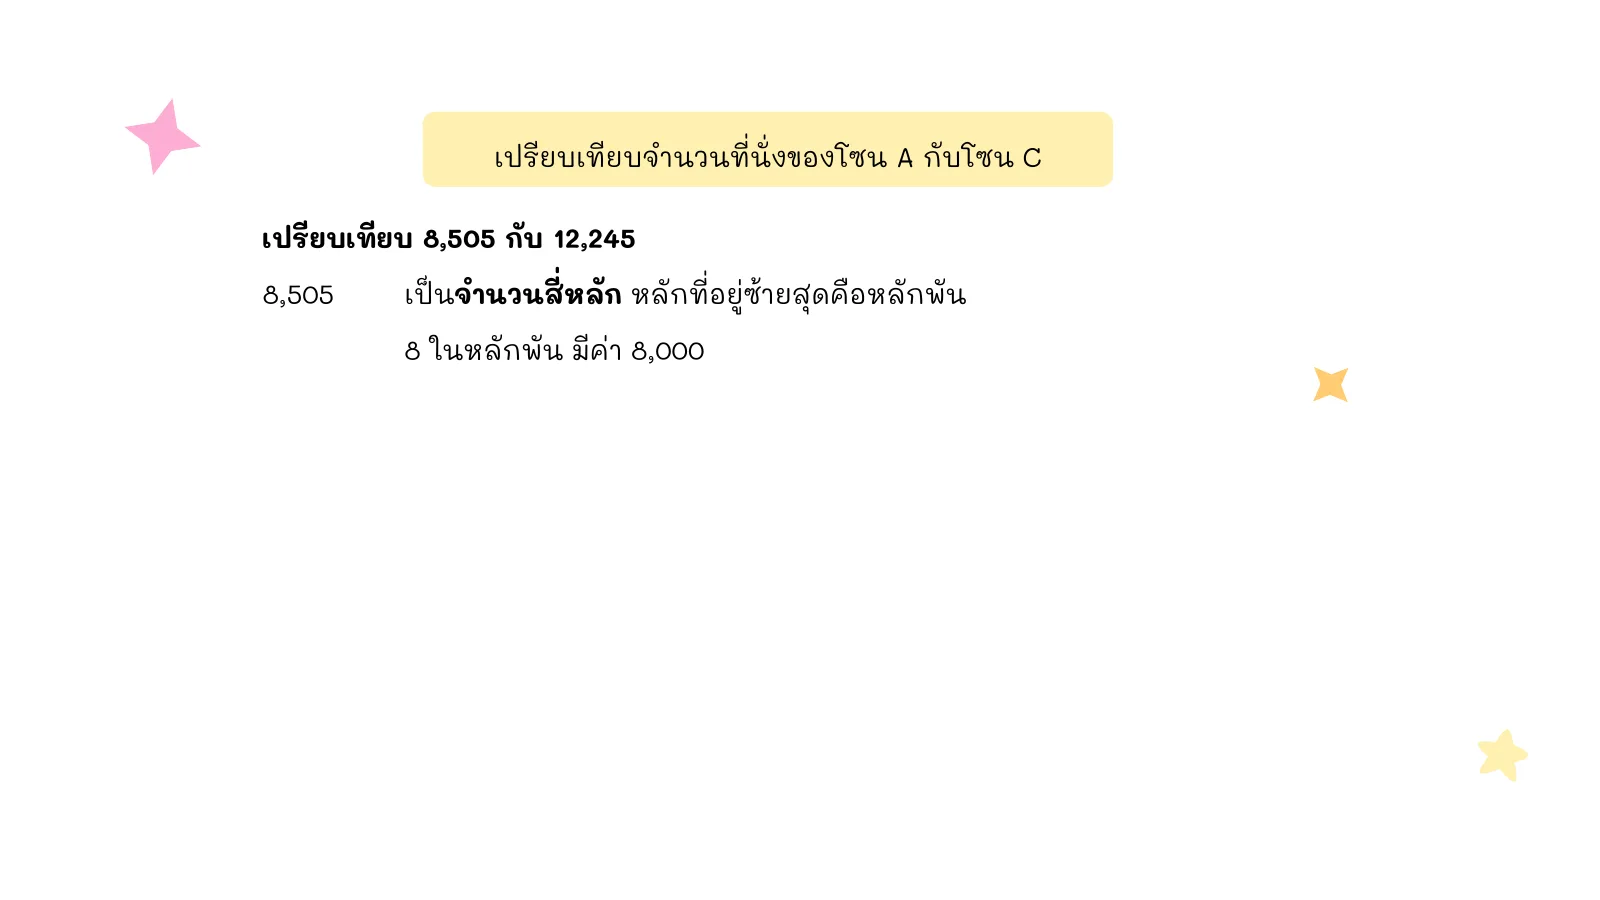 เปรียบเทียบจำนวนที่นั่งของโซน A กับโซน C
เปรียบเทียบ 8,505 กับ 12,245
8,505 เป็นจำนวนสี่หลัก หลักที่อยู่ซ้ายสุดคือหลักพัน
8 ในหลักพัน มีค่า 8,000